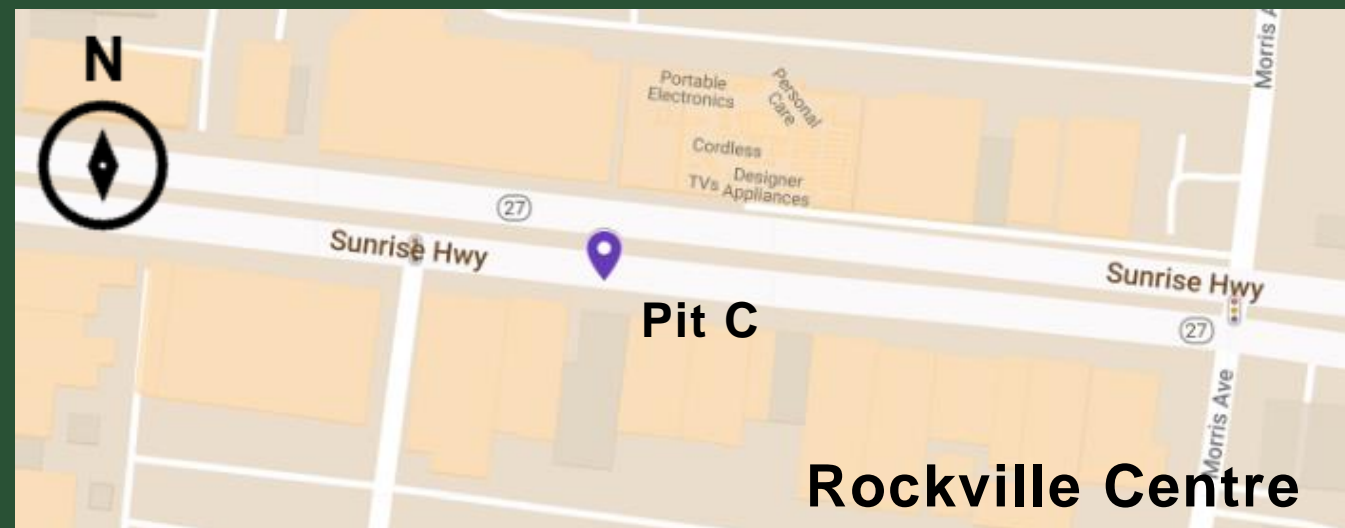 N
Morris A
Portable
Electronics
Personal
Care
Cordless
Designer
TVs Appliances
27
Sunrise Hwy
Sunrise Hwy
Pit C
27
Morris Ave
Rockville Centre